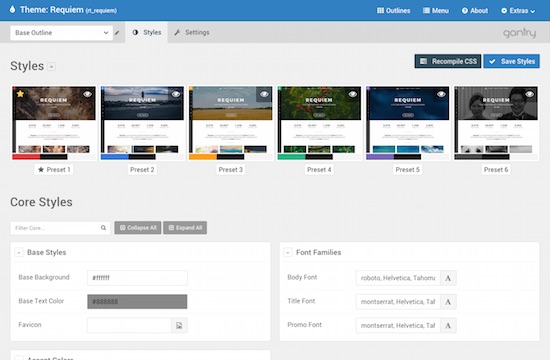 Theme: Requiem (rt_requiem)
Outlines
Menu
About
Extras
Base Outline
Styles
Settings
gantry
Styles
Recompile CSS
Save Styles
REQUIEM
REQUIEM
REQUIEM
REQUIEM
REQUIEM
REQUIEM
Preset 1
Preset 2
Preset 3
Preset 4
Preset 5
Preset 6
Core Styles
Filter Core...
Collapse All
Expand All
Base Styles
Font Families
Base Background
#ffffff
Body Font
roboto, Helvetica, Tahoma
Base Text Color
#888888
Title Font
montserrat, Helvetica, Taf
Favicon
Promo Font
montserrat, Helvetica, Taf
Accent Colors